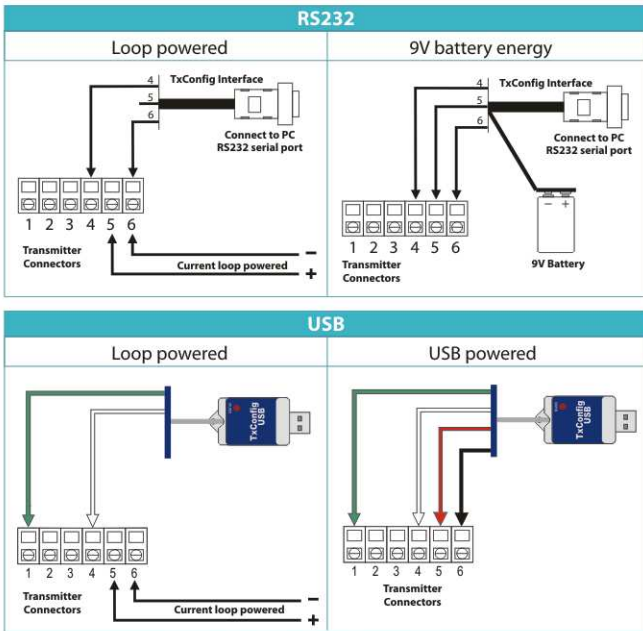 RS232
Loop powered
9V battery energy
4
5
6
TxConfig Interface
Connect to PC
RS232 serial port
1 2 3 4 5 6
Transmitter
Connectors
Current loop powered
−
+
4
5
6
TxConfig Interface
Connect to PC
RS232 serial port
1 2 3 4 5 6
Transmitter
Connectors
− +
9V Battery
USB
Loop powered
USB powered
TxConfig
USB
1 2 3 4 5 6
Transmitter
Connectors
Current loop powered
−
+
TxConfig
USB
1 2 3 4 5 6
Transmitter
Connectors